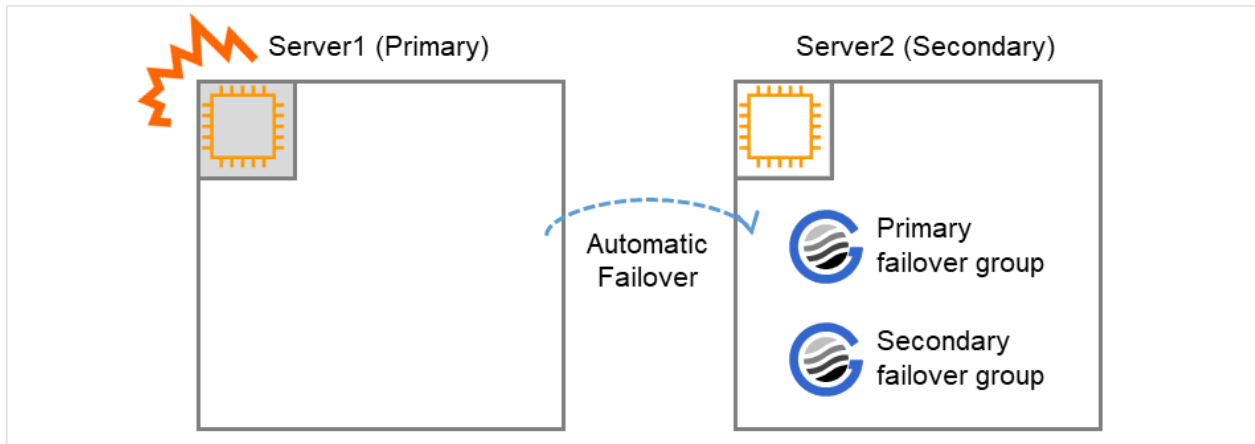 Server1 (Primary)
Server2 (Secondary)
Automatic
Failover
Primary
failover group
Secondary
failover group